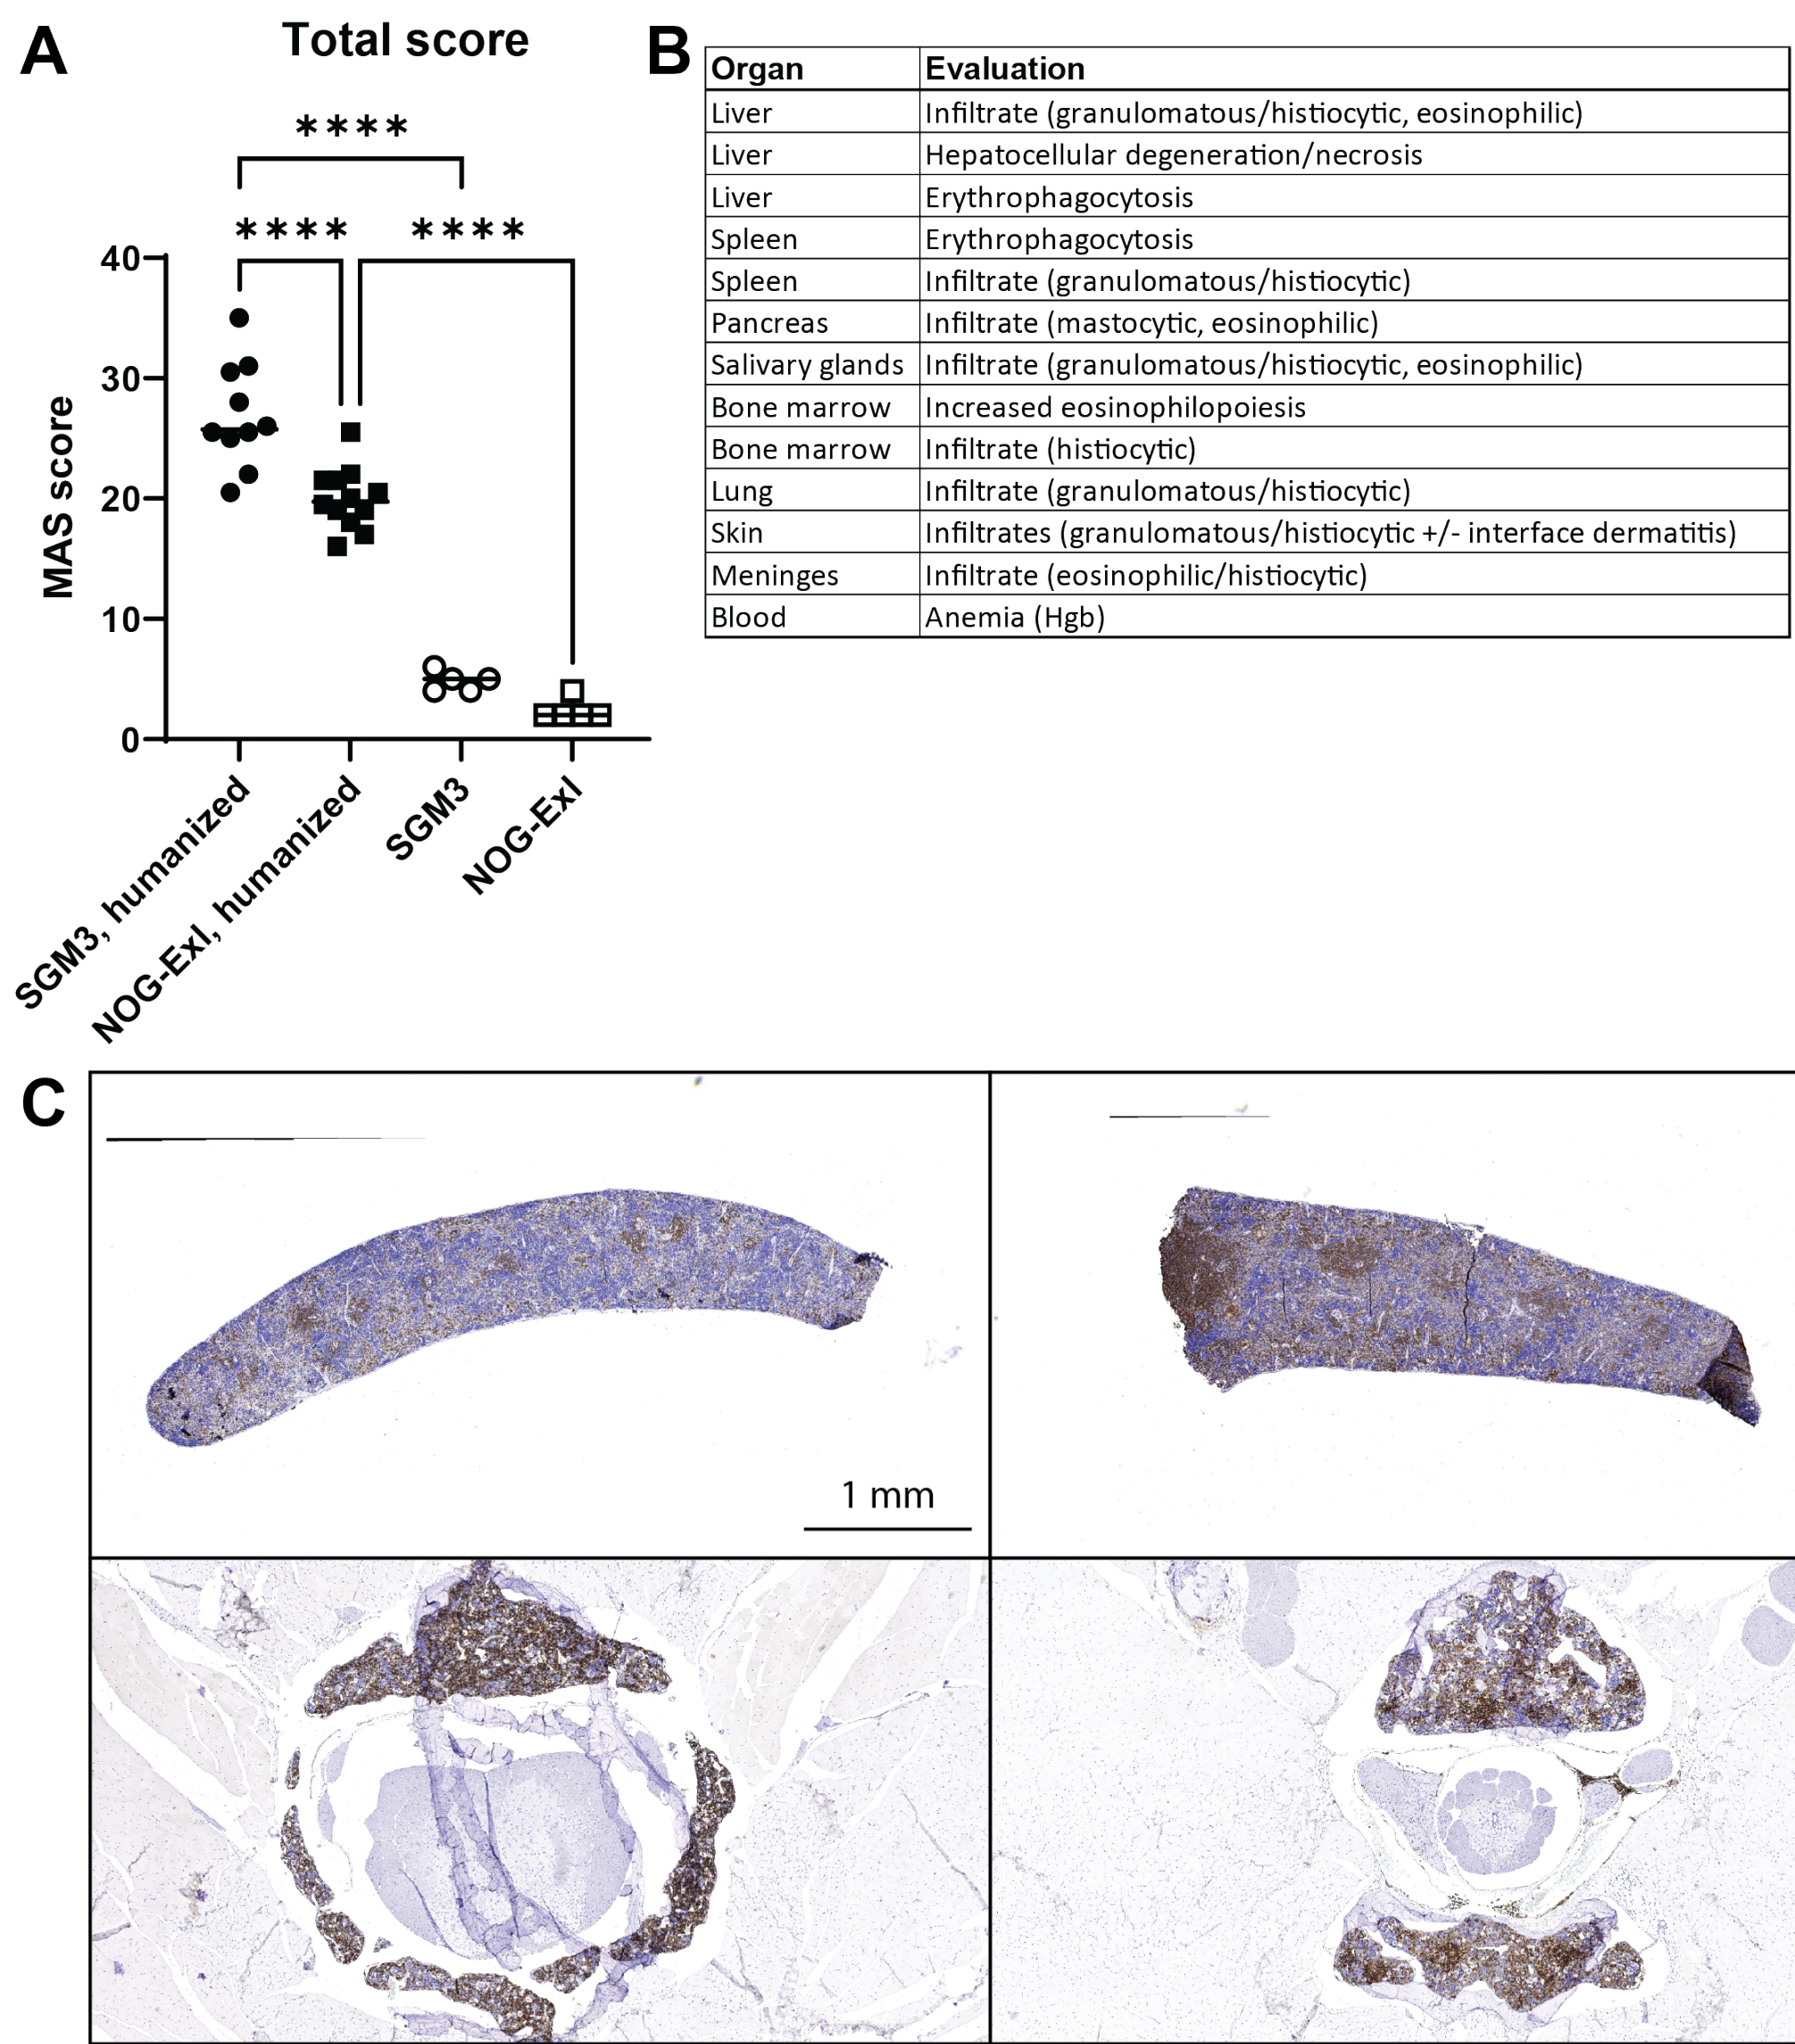 A
Total score
****
**** ****
40
30
20
10
0
MAS score
SGM3, humanized
NOG-ExI, humanized
SGM3
NOG-ExI
B
Organ Evaluation
Liver Infiltrate (granulomatous/histiocytic, eosinophilic)
Liver Hepatocellular degeneration/necrosis
Liver Erythrophagocytosis
Spleen Erythrophagocytosis
Spleen Infiltrate (granulomatous/histiocytic)
Pancreas Infiltrate (mastocytic, eosinophilic)
Salivary glands Infiltrate (granulomatous/histiocytic, eosinophilic)
Bone marrow Increased eosinophilopoiesis
Bone marrow Infiltrate (histiocytic)
Lung Infiltrate (granulomatous/histiocytic)
Skin Infiltrates (granulomatous/histiocytic +/- interface dermatitis)
Meninges Infiltrate (eosinophilic/histiocytic)
Blood Anemia (Hgb)
C
1 mm